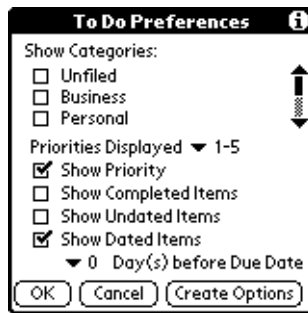 To Do Preferences
Show Categories:
Unfiled
Business
Personal
Priorities Displayed 1-5
Show Priority
Show Completed Items
Show Undated Items
Show Dated Items
0 Day(s) before Due Date
OK Cancel Create Options